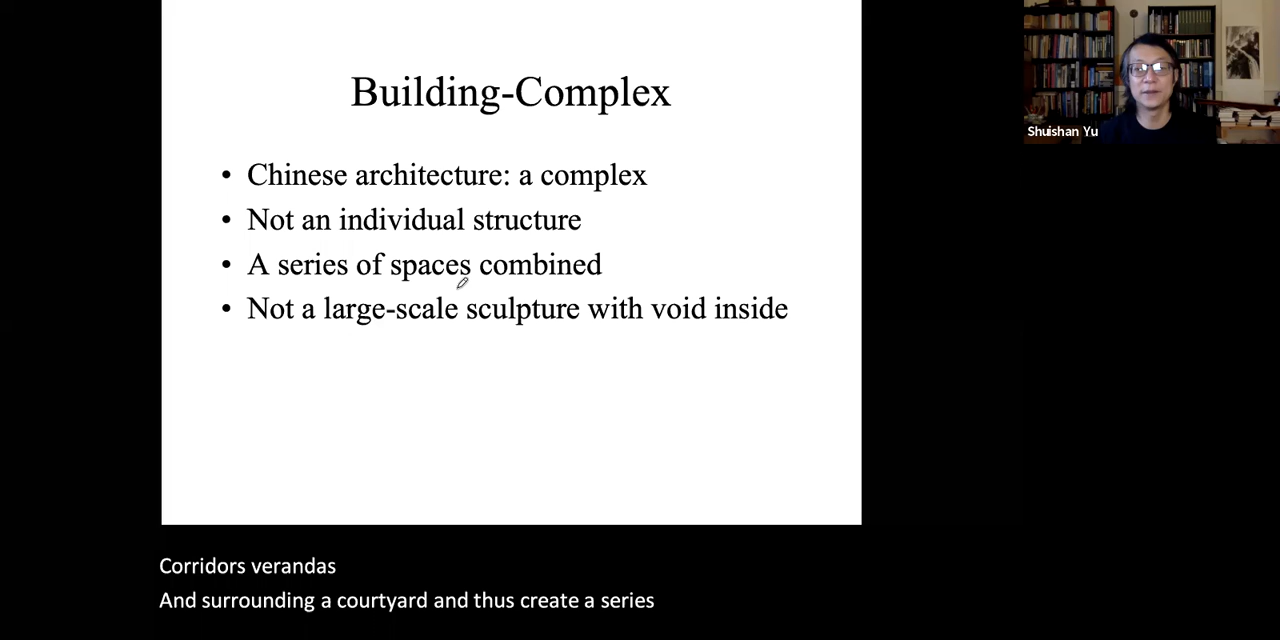 Building-Complex
• Chinese architecture: a complex
• Not an individual structure
• A series of spaces combined
• Not a large-scale sculpture with void inside
Shuishan Yu
Corridors verandas
And surrounding a courtyard and thus create a series